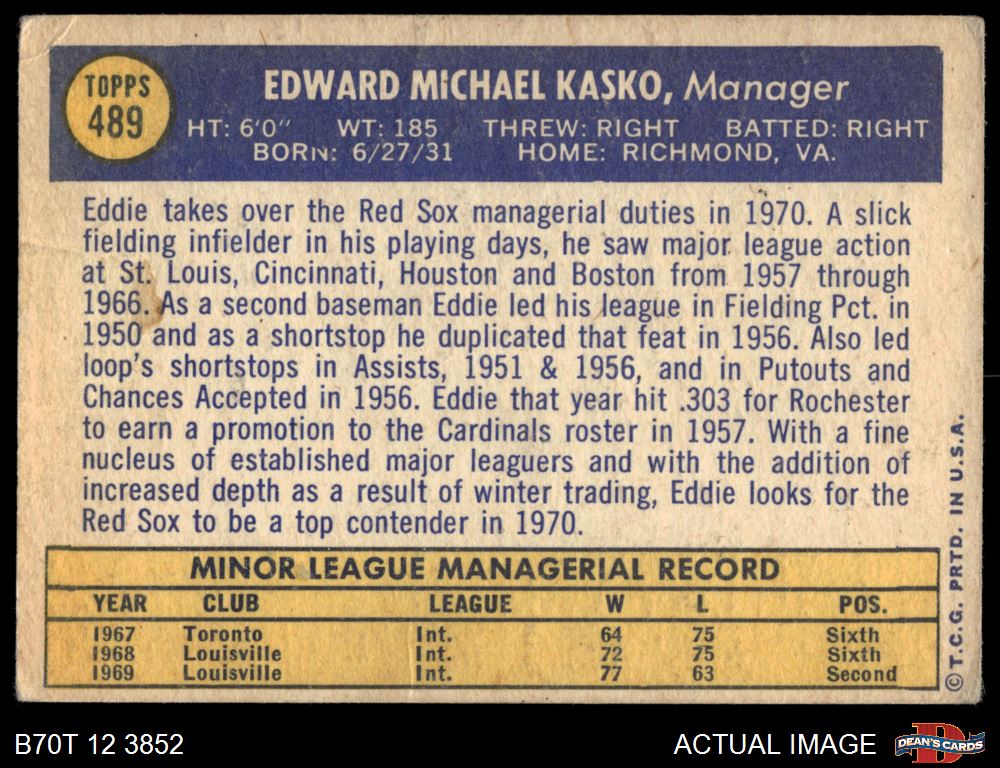 TOPPS
489
EDWARD MICHAEL KASKO, Manager
HT: 6'0" WT: 185 THREW: RIGHT BATTED: RIGHT
BORN: 6/27/31 HOME: RICHMOND, VA.
Eddie takes over the Red Sox managerial duties in 1970. A slick
fielding infielder in his playing days, he saw major league action
at St. Louis, Cincinnati, Houston and Boston from 1957 through
1966. As a second baseman Eddie led his league in Fielding Pct. in
1950 and as a shortstop he duplicated that feat in 1956. Also led
loop's shortstops in Assists, 1951 & 1956, and in Putouts and
Chances Accepted in 1956. Eddie that year hit .303 for Rochester
to earn a promotion to the Cardinals roster in 1957. With a fine
nucleus of established major leaguers and with the addition of
increased depth as a result of winter trading, Eddie looks for the
Red Sox to be a top contender in 1970.
MINOR LEAGUE MANAGERIAL RECORD
YEAR CLUB LEAGUE W L POS.
1967 Toronto Int. 64 75 Sixth
1968 Louisville Int. 72 75 Sixth
1969 Louisville Int. 77 63 Second
© T.C.G. PRTD. IN U.S.A.
B70T 12 3852
ACTUAL IMAGE
D
DEAN'S CARDS